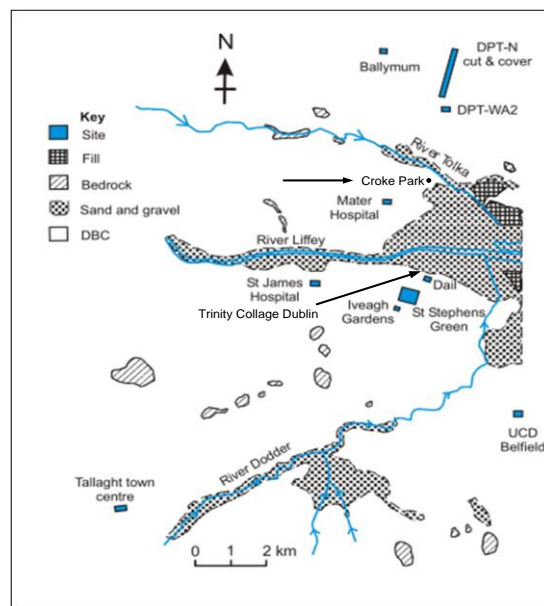 N
DPT-N
cut & cover
Ballymum
DPT-WA2
Key
Site
Fill
Bedrock
Sand and gravel
DBC
River Tolka
Croke Park
Mater
Hospital
River Liffey
St James
Hospital
Dail
Trinity Collage Dublin
Iveagh
Gardens
St Stephens
Green
UCD
Belfield
River Dodder
Tallaght town
centre
0 1 2 km